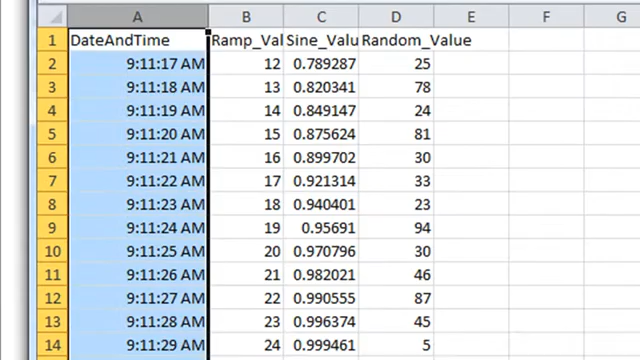 A B C D E F G
1 DateAndTime Ramp_Val Sine_Valu Random_Value
2 9:11:17 AM 12 0.789287 25
3 9:11:18 AM 13 0.820341 78
4 9:11:19 AM 14 0.849147 24
5 9:11:20 AM 15 0.875624 81
6 9:11:21 AM 16 0.899702 30
7 9:11:22 AM 17 0.921314 33
8 9:11:23 AM 18 0.940401 23
9 9:11:24 AM 19 0.95691 94
10 9:11:25 AM 20 0.970796 30
11 9:11:26 AM 21 0.982021 46
12 9:11:27 AM 22 0.990555 87
13 9:11:28 AM 23 0.996374 45
14 9:11:29 AM 24 0.999461 5